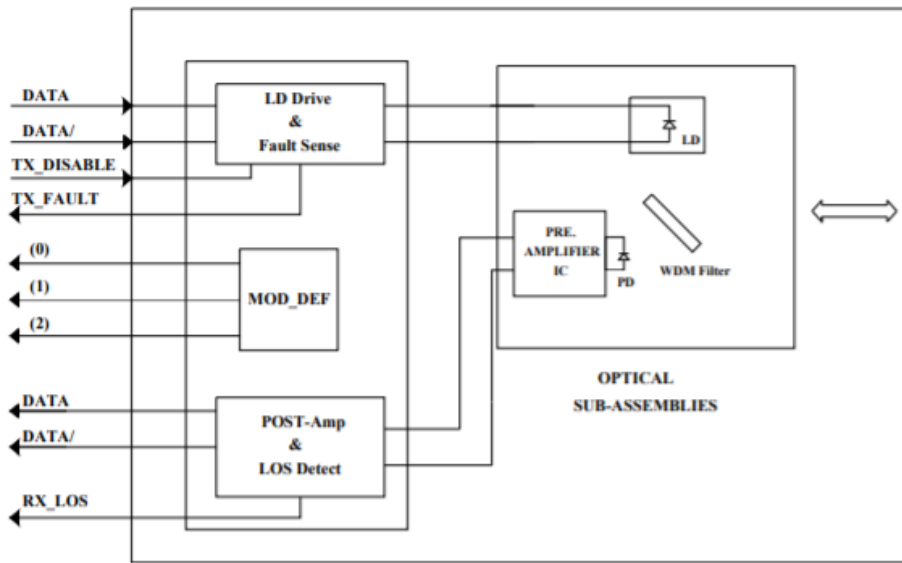 DATA
DATA/
TX_DISABLE
TX_FAULT
(0)
(1)
(2)
DATA
DATA/
RX_LOS
LD Drive
&
Fault Sense
MOD_DEF
POST-Amp
&
LOS Detect
LD
PRE.
AMPLIFIER
IC
PD
WDM Filter
OPTICAL
SUB-ASSEMBLIES